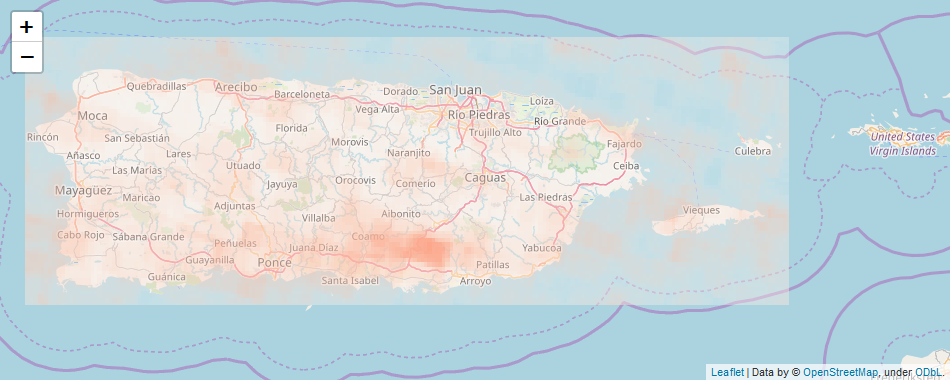 +
−
Quebradillas
Arecibo
Barceloneta
Dorado
San Juan
Loíza
Moca
Vega Alta
Río Piedras
Río Grande
Rincón
San Sebastián
Florida
Morovis
Trujillo Alto
Fajardo
United States
Virgin Islands
Añasco
Lares
Naranjito
Culebra
Las Marías
Utuado
Ceiba
Mayagüez
Maricao
Jayuya
Orocovis
Comerío
Caguas
Las Piedras
Hormigueros
Adjuntas
Villalba
Aibonito
Vieques
Cabo Rojo
Sábana Grande
Peñuelas
Juana Díaz
Coamo
Yabucoa
Guayanilla
Ponce
Patillas
Guánica
Santa Isabel
Arroyo
Leaflet | Data by © OpenStreetMap, under ODbL.